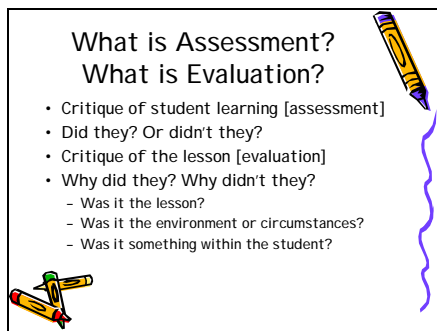 What is Assessment?
What is Evaluation?
• Critique of student learning [assessment]
• Did they? Or didn't they?
• Critique of the lesson [evaluation]
• Why did they? Why didn't they?
– Was it the lesson?
– Was it the environment or circumstances?
– Was it something within the student?